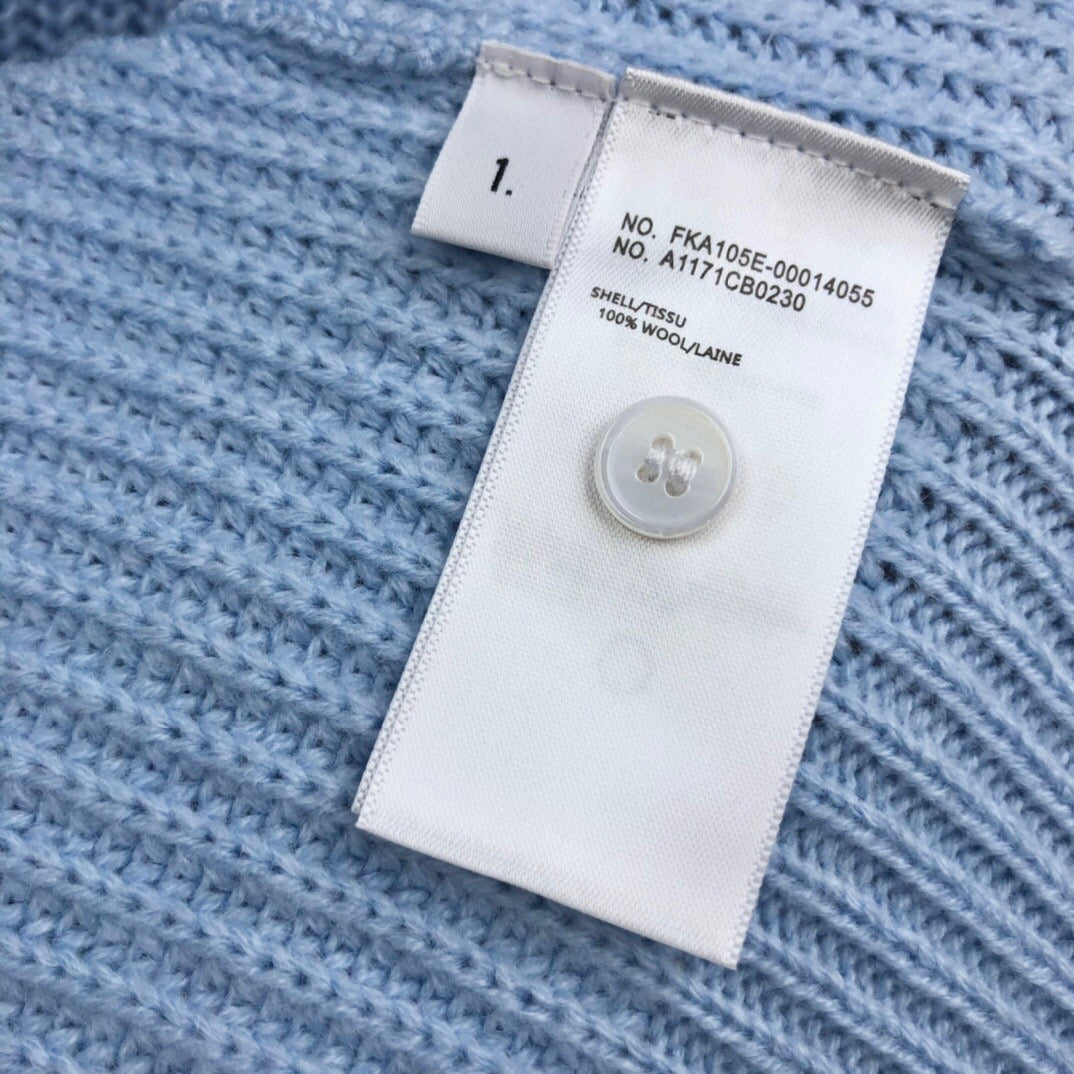 1.
NO. FKA105E-00014055
NO. A1171CB0230
SHELL/TISSU
100% WOOL/LAINE